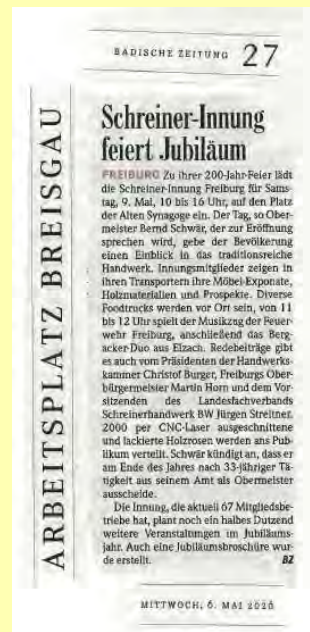 BADISCHE ZEITUNG 27
ARBEITSPLATZ BREISGAU
Schreiner-Innung
feiert Jubiläum
FREIBURG Zu ihrer 200-Jahr-Feier lädt
die Schreiner-Innung Freiburg für Sams-
tag, 9. Mai, 10 bis 16 Uhr, auf den Platz
der Alten Synagoge ein. Der Tag, so Ober-
meister Bernd Schwär, der zur Eröffnung
sprechen wird, gebe der Bevölkerung
einen Einblick in das traditionsreiche
Handwerk. Innungsmitglieder zeigen in
ihren Transportern ihre Möbel-Exponate,
Holzmaterialien und Prospekte. Diverse
Foodtrucks werden vor Ort sein, von 11
bis 12 Uhr spielt der Musikzug der Feuer-
wehr Freiburg, anschließend das Berg-
acker-Duo aus Elzach. Redebeiträge gibt
es auch vom Präsidenten der Handwerks-
kammer Christof Burger, Freiburgs Ober-
bürgermeister Martin Horn und dem Vor-
sitzenden des Landesfachverbands
Schreinerhandwerk BW Jürgen Streitner.
2000 per CNC-Laser ausgeschnittene
und lackierte Holzrosen werden ans Pub-
likum verteilt. Schwär kündigt an, dass er
am Ende des Jahres nach 33-jähriger Tä-
tigkeit aus seinem Amt als Obermeister
ausscheide.
Die Innung, die aktuell 67 Mitgliedsbe-
triebe hat, plant noch ein halbes Dutzend
weitere Veranstaltungen im Jubiläums-
jahr. Auch eine Jubiläumsbroschüre wur-
de erstellt. BZ
MITTWOCH, 6. MAI 2026